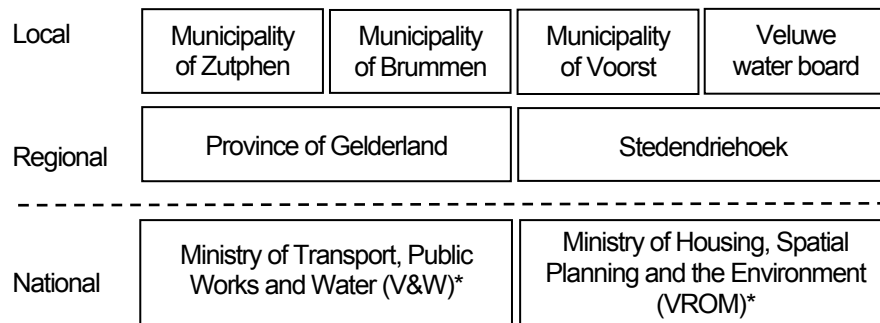 Local
Municipality
of Zutphen
Municipality
of Brummen
Municipality
of Voorst
Veluwe
water board
Regional
Province of Gelderland
Stedendriehoek
National
Ministry of Transport, Public
Works and Water (V&W)*
Ministry of Housing, Spatial
Planning and the Environment
(VROM)*